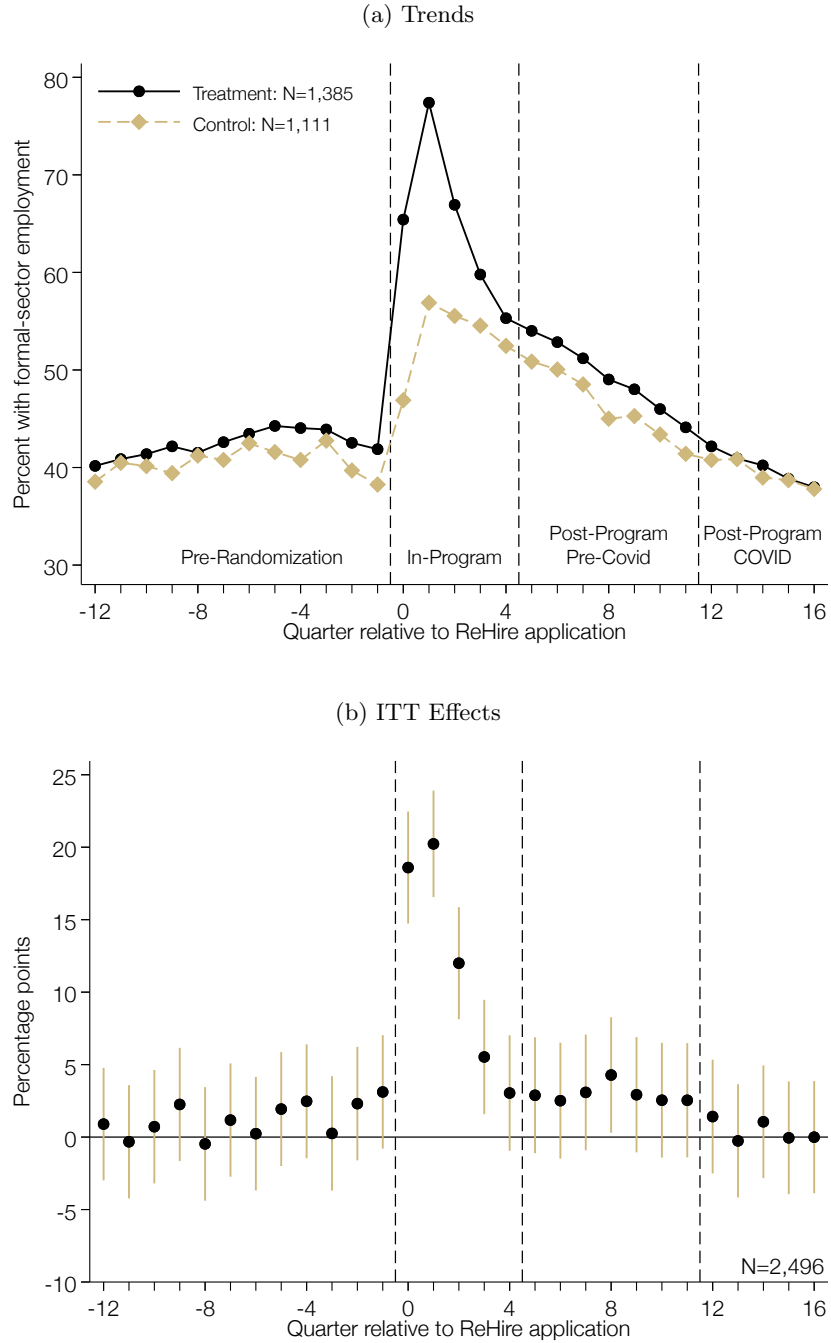 (a) Trends
80
70
60
50
40
30
Percent with formal-sector employment
Treatment: N=1,385
Control: N=1,111
Pre-Randomization
In-Program
Post-Program
Pre-Covid
Post-Program
COVID
-12 -8 -4 0 4 8 12 16
Quarter relative to ReHire application
(b) ITT Effects
25
20
15
10
5
0
-5
-10
Percentage points
N=2,496
-12 -8 -4 0 4 8 12 16
Quarter relative to ReHire application